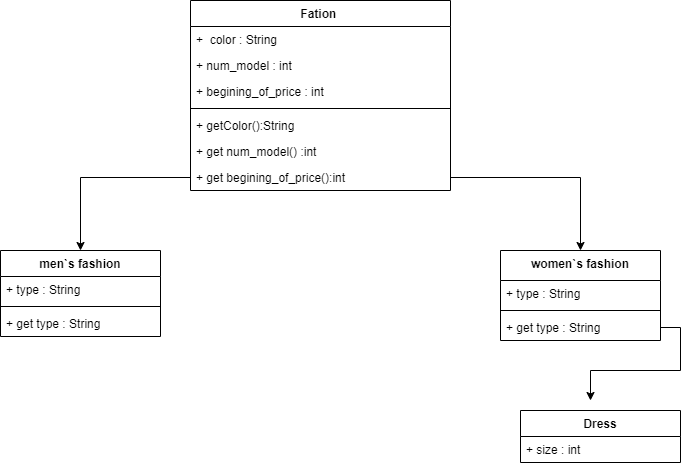 Fation
+ color : String
+ num_model : int
+ begining_of_price : int
+ getColor():String
+ get num_model() :int
+ get begining_of_price():int
men`s fashion
+ type : String
+ get type : String
women`s fashion
+ type : String
+ get type : String
Dress
+ size : int